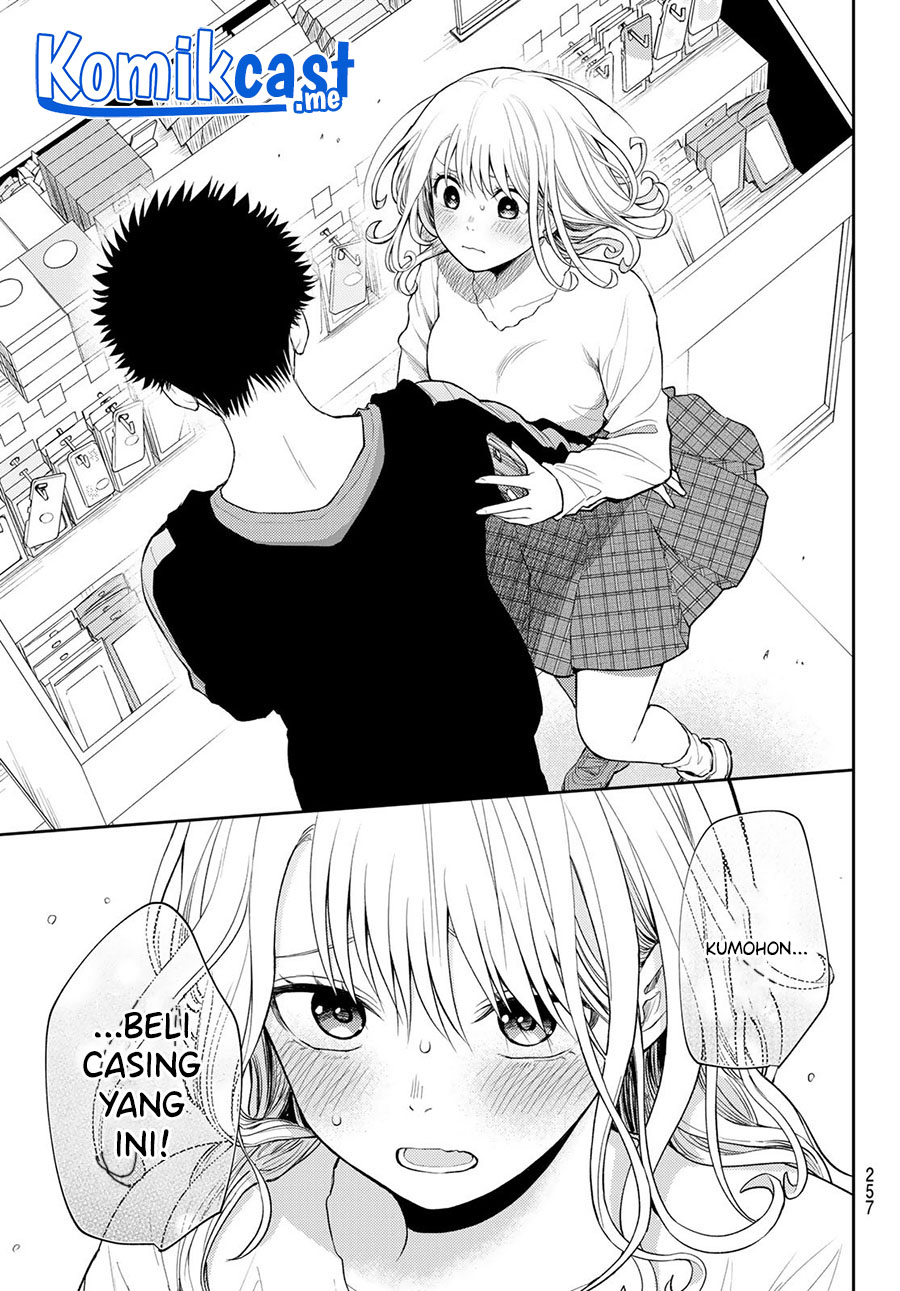 Komikcast
.me
KUMOHON...
...BELI
CASING
YANG
INI!
257